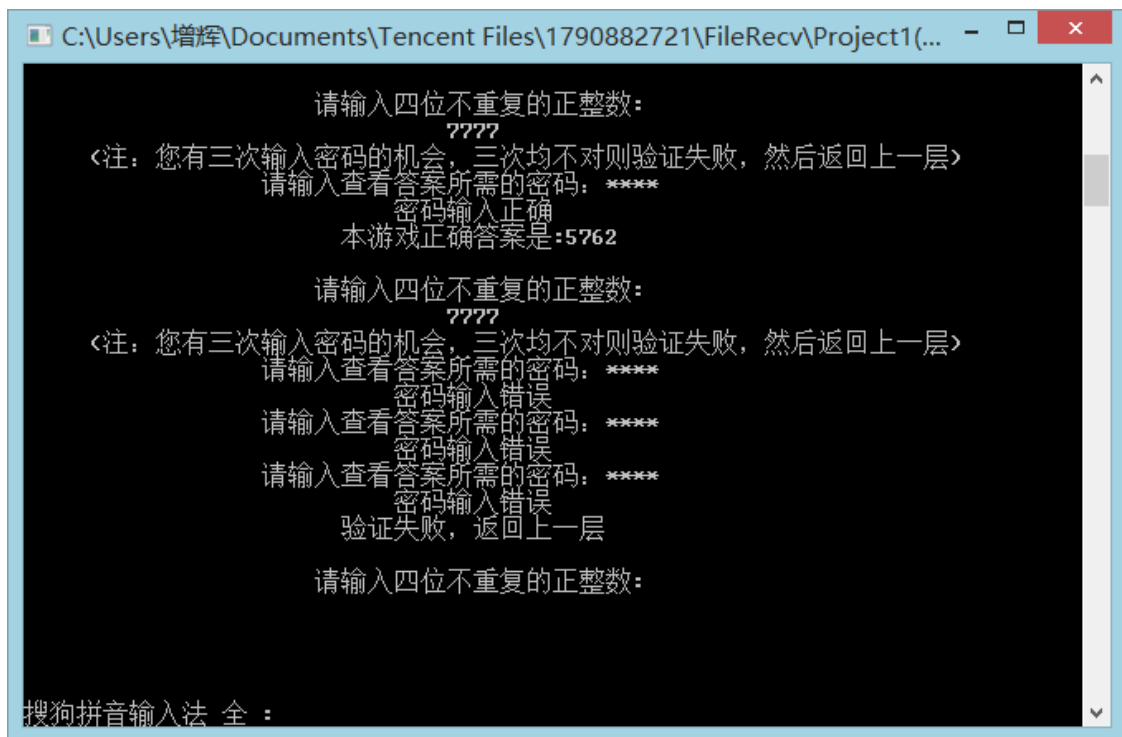 C:\Users\增辉\Documents\Tencent Files\1790882721\FileRecv\Project1(...
请输入四位不重复的正整数:
7777
<注：您有三次输入密码的机会，三次均不对则验证失败，然后返回上一层>
请输入查看答案所需的密码：****
密码输入正确
本游戏正确答案是:5762
请输入四位不重复的正整数:
7777
<注：您有三次输入密码的机会，三次均不对则验证失败，然后返回上一层>
请输入查看答案所需的密码：****
密码输入错误
请输入查看答案所需的密码：****
密码输入错误
请输入查看答案所需的密码：****
密码输入错误
验证失败，返回上一层
请输入四位不重复的正整数:
搜狗拼音输入法 全 :